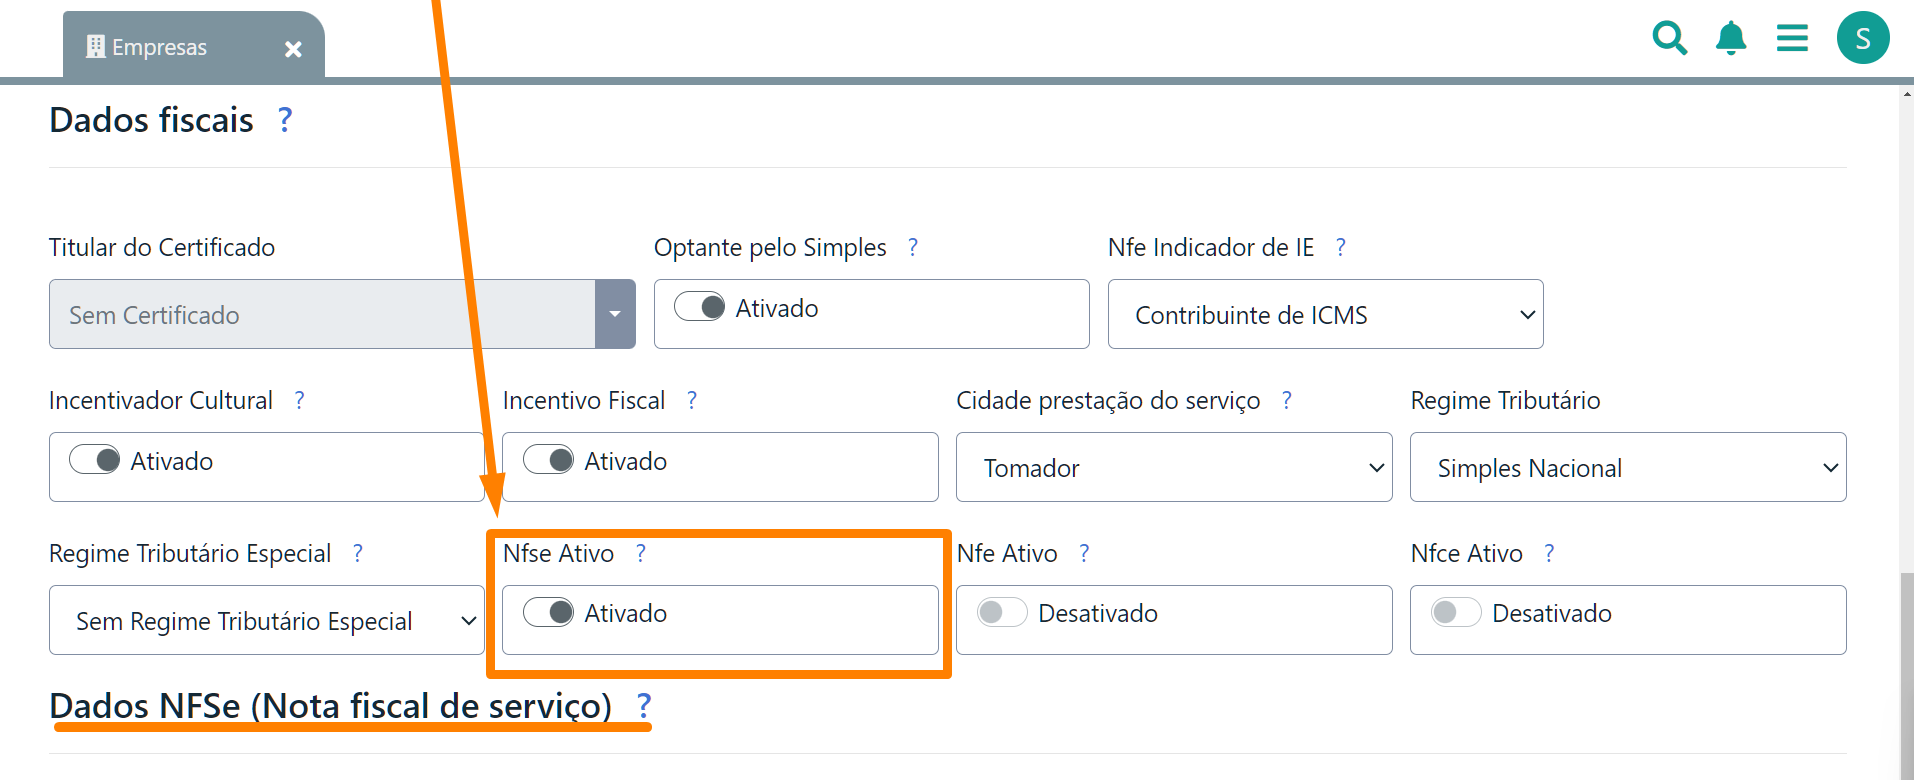 Empresas
S
Dados fiscais ?
Titular do Certificado
Optante pelo Simples ?
Nfe Indicador de IE ?
Sem Certificado
Ativado
Contribuinte de ICMS
Incentivador Cultural ?
Incentivo Fiscal ?
Cidade prestação do serviço ?
Regime Tributário
Ativado
Ativado
Tomador
Simples Nacional
Regime Tributário Especial ?
Nfse Ativo ?
Nfe Ativo ?
Nfce Ativo ?
Sem Regime Tributário Especial
Ativado
Desativado
Desativado
Dados NFSe (Nota fiscal de serviço) ?